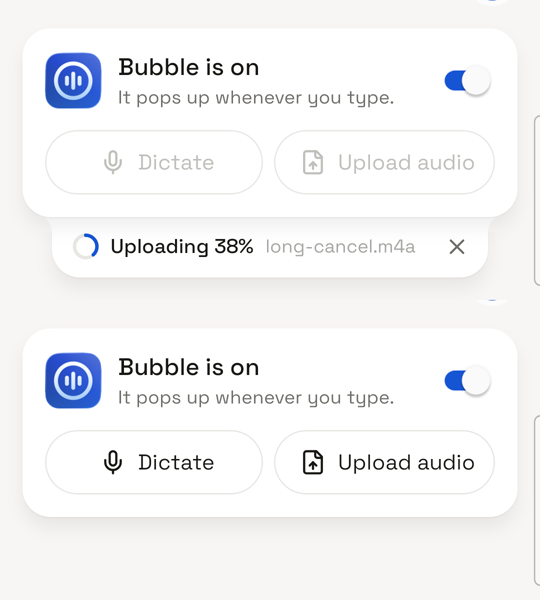 Bubble is on
It pops up whenever you type.
Dictate
Upload audio
Uploading 38% long-cancel.m4a
Bubble is on
It pops up whenever you type.
Dictate
Upload audio